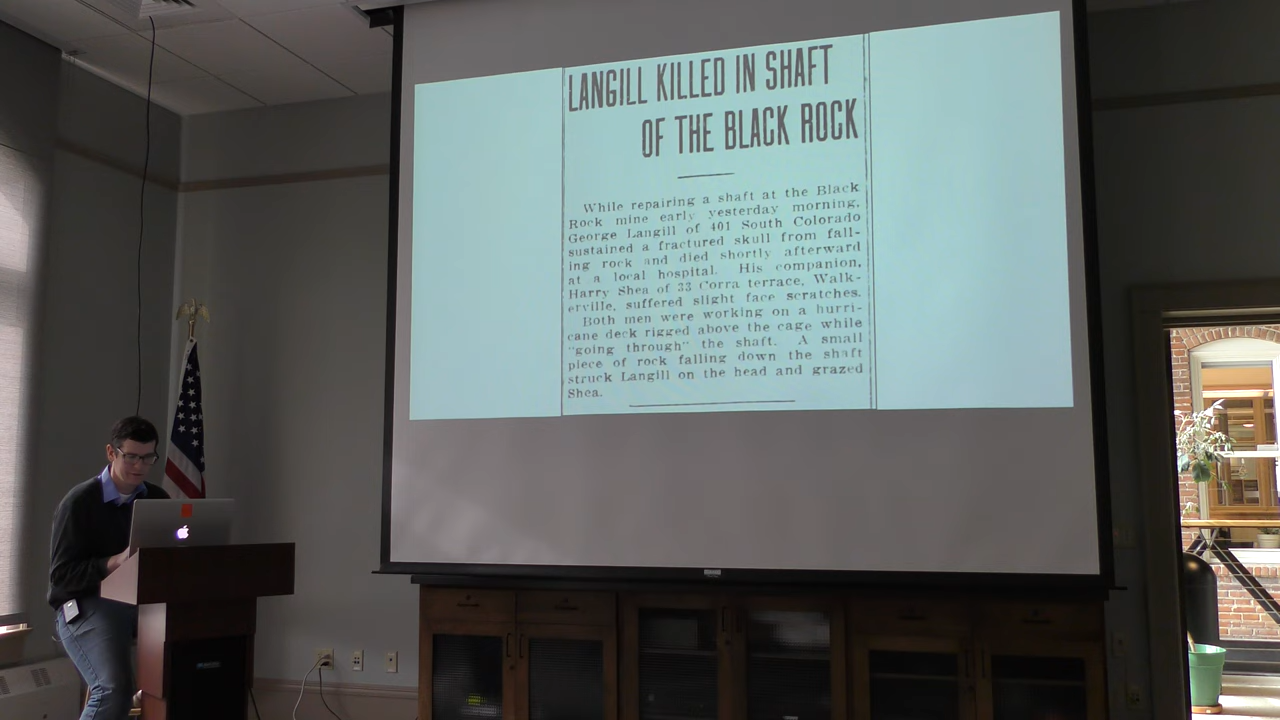 LANGILL KILLED IN SHAFT
OF THE BLACK ROCK
While repairing a shaft at the Black
Rock mine early yesterday morning,
George Langill of 401 South Colorado
sustained a fractured skull from fall-
ing rock and died shortly afterward
at a local hospital. His companion,
Harry Shea of 33 Corra terrace, Walk-
erville, suffered slight face scratches.
Both men were working on a hurri-
cane deck rigged above the cage while
"going through" the shaft. A small
piece of rock falling down the shaft
struck Langill on the head and grazed
Shea.